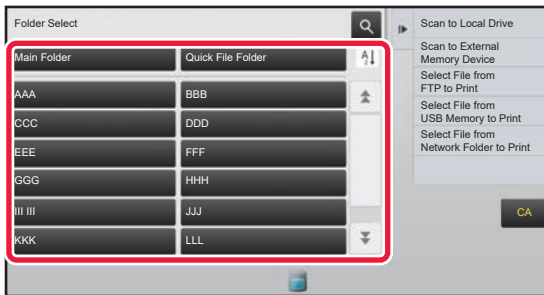 Folder Select
Main Folder
Quick File Folder
AAA
BBB
CCC
DDD
EEE
FFF
GGG
HHH
III III
JJJ
KKK
LLL
Scan to Local Drive
Scan to External
Memory Device
Select File from
FTP to Print
Select File from
USB Memory to Print
Select File from
Network Folder to Print
CA